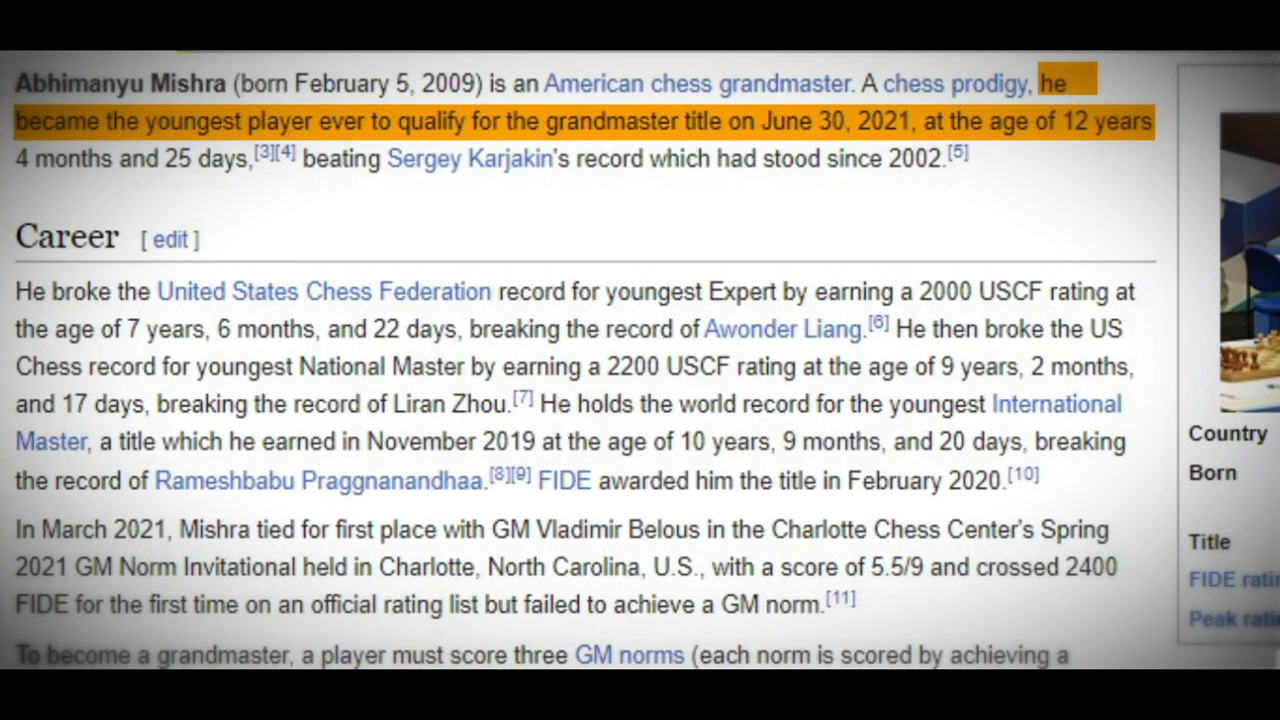 Abhimanyu Mishra (born February 5, 2009) is an American chess grandmaster. A chess prodigy, he
became the youngest player ever to qualify for the grandmaster title on June 30, 2021, at the age of 12 years
4 months and 25 days,[3][4] beating Sergey Karjakin's record which had stood since 2002.[5]
Career [ edit ]
He broke the United States Chess Federation record for youngest Expert by earning a 2000 USCF rating at
the age of 7 years, 6 months, and 22 days, breaking the record of Awonder Liang.[6] He then broke the US
Chess record for youngest National Master by earning a 2200 USCF rating at the age of 9 years, 2 months,
and 17 days, breaking the record of Liran Zhou.[7] He holds the world record for the youngest International
Master, a title which he earned in November 2019 at the age of 10 years, 9 months, and 20 days, breaking
the record of Rameshbabu Praggnanandhaa.[8][9] FIDE awarded him the title in February 2020.[10]
In March 2021, Mishra tied for first place with GM Vladimir Belous in the Charlotte Chess Center's Spring
2021 GM Norm Invitational held in Charlotte, North Carolina, U.S., with a score of 5.5/9 and crossed 2400
FIDE for the first time on an official rating list but failed to achieve a GM norm.[11]
To become a grandmaster, a player must score three GM norms (each norm is scored by achieving a
Country
Born
Title
FIDE rati
Peak rati